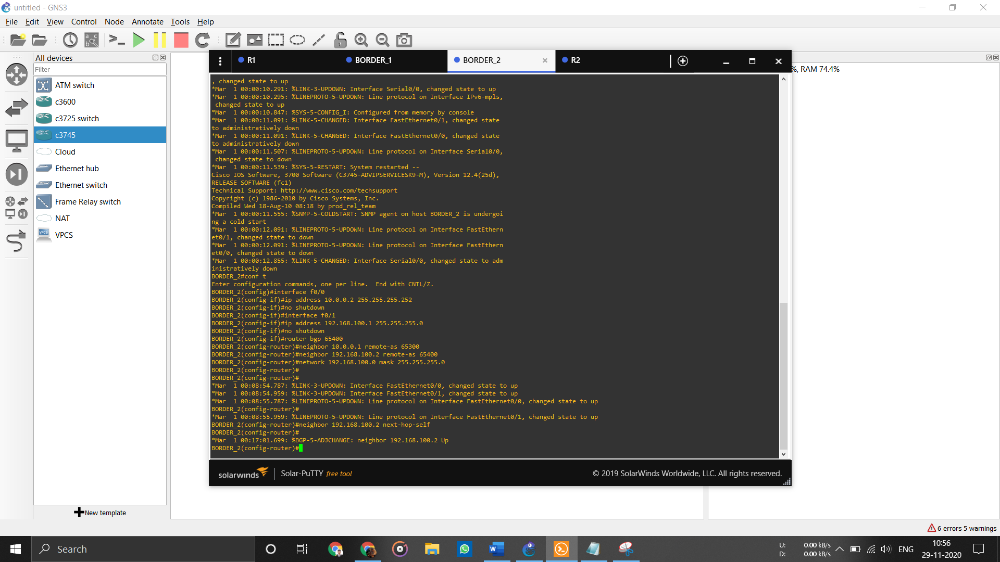 untitled - GNS3
File Edit View Control Node Annotate Tools Help
All devices
Filter
ATM switch
c3600
c3725 switch
c3745
Cloud
Ethernet hub
Ethernet switch
Frame Relay switch
NAT
VPCS
New template
R1 BORDER_1 BORDER_2 R2
%, RAM 74.4%
, changed state to up
*Mar  1 00:00:10.291: %LINK-3-UPDOWN: Interface Serial0/0, changed state to up
*Mar  1 00:00:10.295: %LINEPROTO-5-UPDOWN: Line protocol on Interface IPv6-mpls,
 changed state to up
*Mar  1 00:00:10.847: %SYS-5-CONFIG_I: Configured from memory by console
*Mar  1 00:00:11.091: %LINK-5-CHANGED: Interface FastEthernet0/1, changed state
to administratively down
*Mar  1 00:00:11.091: %LINK-5-CHANGED: Interface FastEthernet0/0, changed state
to administratively down
*Mar  1 00:00:11.507: %LINEPROTO-5-UPDOWN: Line protocol on Interface Serial0/0,
 changed state to down
*Mar  1 00:00:11.539: %SYS-5-RESTART: System restarted --
Cisco IOS Software, 3700 Software (C3745-ADVIPSERVICESK9-M), Version 12.4(25d),
RELEASE SOFTWARE (fc1)
Technical Support: http://www.cisco.com/techsupport
Copyright (c) 1986-2010 by Cisco Systems, Inc.
Compiled Wed 18-Aug-10 08:18 by prod_rel_team
*Mar  1 00:00:11.555: %SNMP-5-COLDSTART: SNMP agent on host BORDER_2 is undergoi
ng a cold start
*Mar  1 00:00:12.091: %LINEPROTO-5-UPDOWN: Line protocol on Interface FastEthern
et0/1, changed state to down
*Mar  1 00:00:12.091: %LINEPROTO-5-UPDOWN: Line protocol on Interface FastEthern
et0/0, changed state to down
*Mar  1 00:00:12.855: %LINK-5-CHANGED: Interface Serial0/0, changed state to adm
inistratively down
BORDER_2#conf t
Enter configuration commands, one per line.  End with CNTL/Z.
BORDER_2(config)#interface f0/0
BORDER_2(config-if)#ip address 10.0.0.2 255.255.255.252
BORDER_2(config-if)#no shutdown
BORDER_2(config-if)#interface f0/1
BORDER_2(config-if)#ip address 192.168.100.1 255.255.255.0
BORDER_2(config-if)#no shutdown
BORDER_2(config-if)#router bgp 65400
BORDER_2(config-router)#neighbor 10.0.0.1 remote-as 65300
BORDER_2(config-router)#neighbor 192.168.100.2 remote-as 65400
BORDER_2(config-router)#network 192.168.100.0 mask 255.255.255.0
BORDER_2(config-router)#
BORDER_2(config-router)#
*Mar  1 00:08:54.787: %LINK-3-UPDOWN: Interface FastEthernet0/0, changed state to up
*Mar  1 00:08:54.959: %LINK-3-UPDOWN: Interface FastEthernet0/1, changed state to up
*Mar  1 00:08:55.787: %LINEPROTO-5-UPDOWN: Line protocol on Interface FastEthernet0/0, changed state to up
BORDER_2(config-router)#
*Mar  1 00:08:55.959: %LINEPROTO-5-UPDOWN: Line protocol on Interface FastEthernet0/1, changed state to up
BORDER_2(config-router)#neighbor 192.168.100.2 next-hop-self
BORDER_2(config-router)#
*Mar  1 00:17:01.699: %BGP-5-ADJCHANGE: neighbor 192.168.100.2 Up
BORDER_2(config-router)#
solarwinds Solar-PuTTY free tool © 2019 SolarWinds Worldwide, LLC. All rights reserved.
6 errors 5 warnings
Search
U: 0.00 kB/s
D: 0.00 kB/s
ENG
10:56
29-11-2020